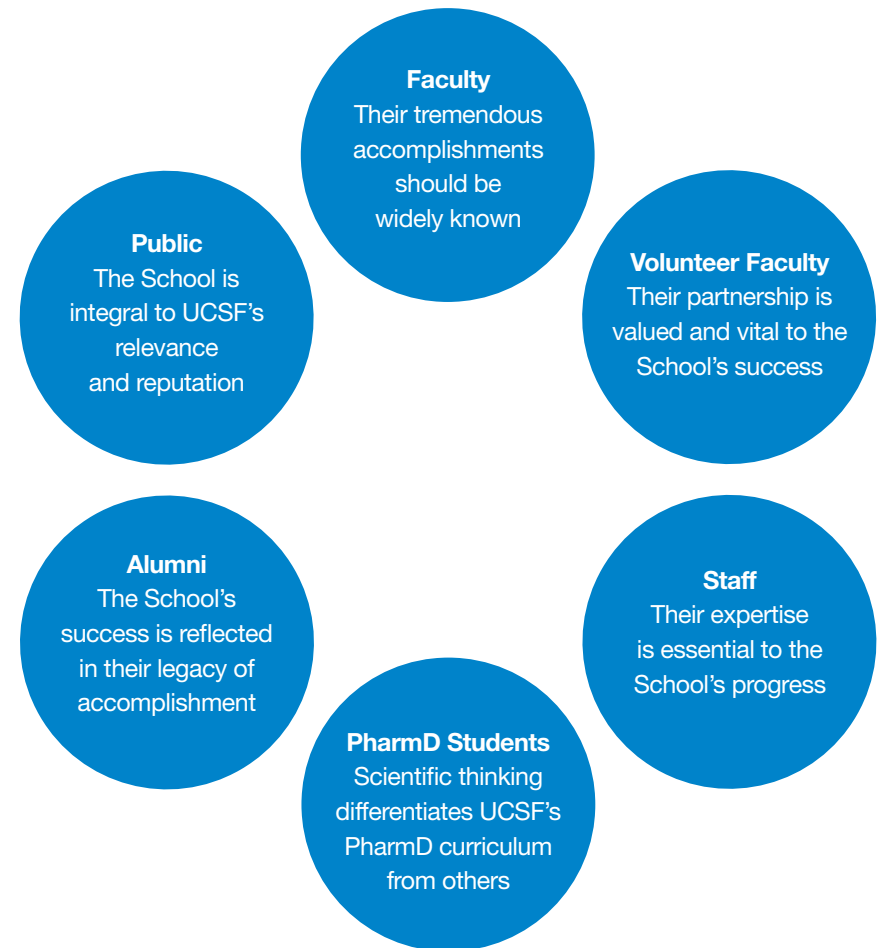 Faculty
Their tremendous
accomplishments
should be
widely known
Public
The School is
integral to UCSF’s
relevance
and reputation
Volunteer Faculty
Their partnership is
valued and vital to the
School’s success
Alumni
The School’s
success is reflected
in their legacy of
accomplishment
Staff
Their expertise
is essential to the
School’s progress
PharmD Students
Scientific thinking
differentiates UCSF’s
PharmD curriculum
from others